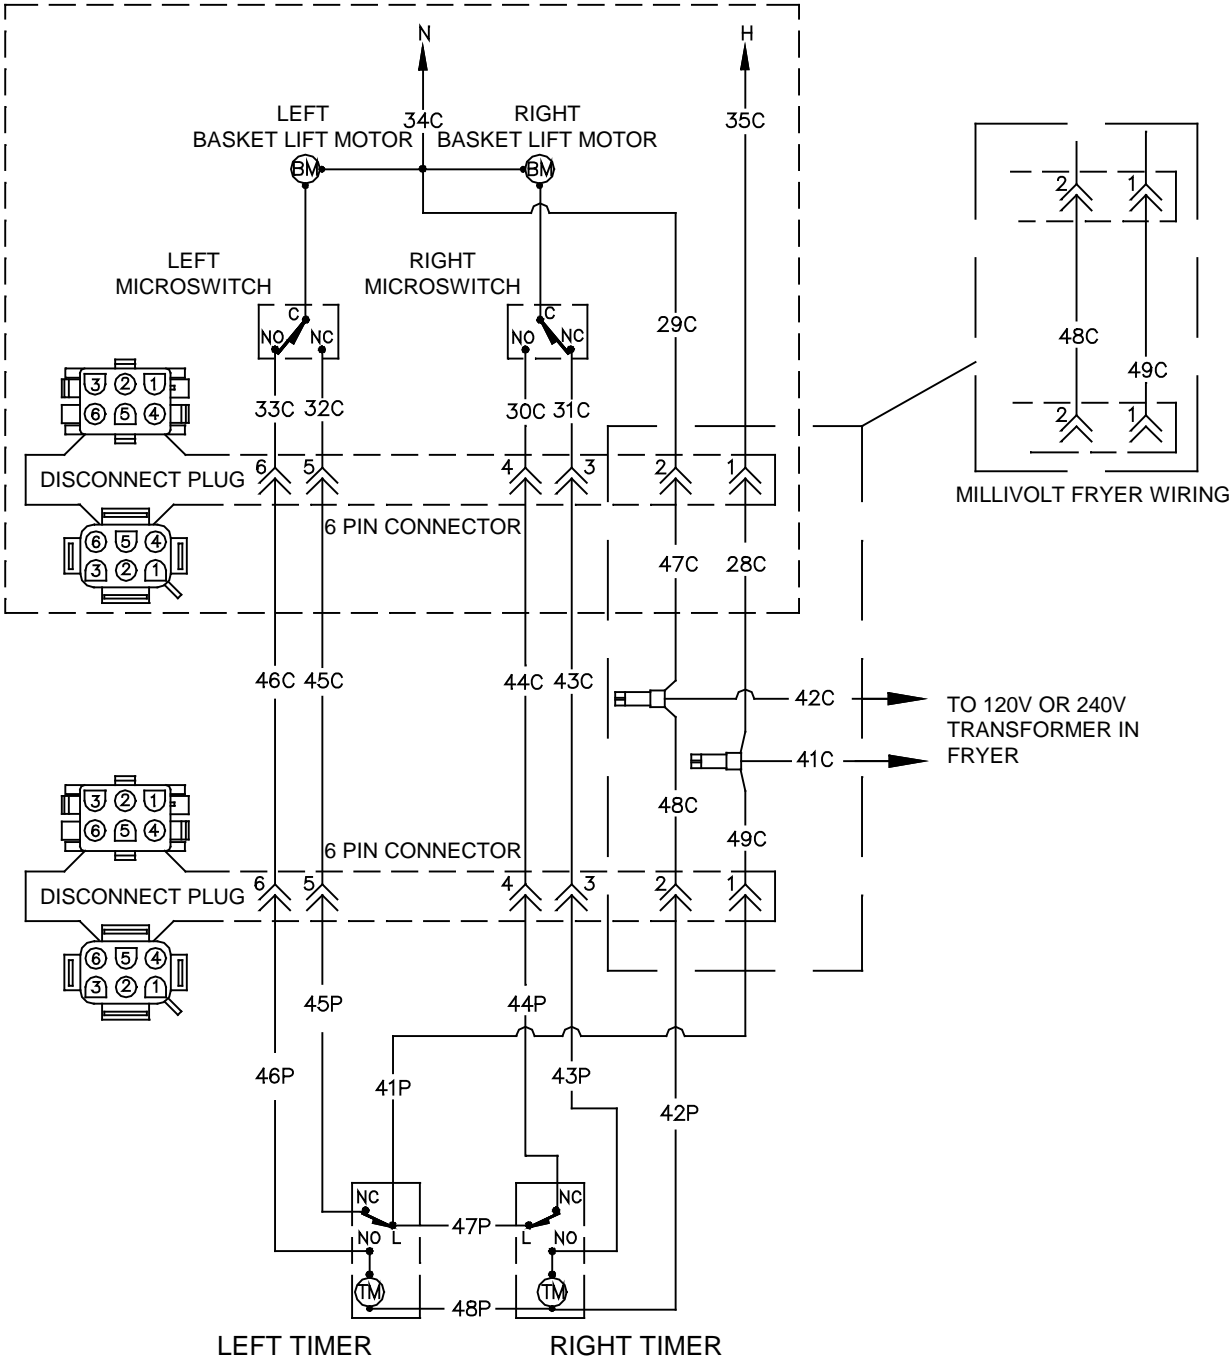 N
H
LEFT
BASKET LIFT MOTOR
34C
RIGHT
BASKET LIFT MOTOR
35C
BM
BM
2
1
LEFT
MICROSWITCH
RIGHT
MICROSWITCH
C
NO
NC
C
NO
NC
29C
48C
49C
3 2 1
6 5 4
33C
32C
30C
31C
2
1
DISCONNECT PLUG
6
5
4
3
2
1
MILLIVOLT FRYER WIRING
6 PIN CONNECTOR
6 5 4
3 2 1
47C
28C
46C
45C
44C
43C
42C
TO 120V OR 240V
TRANSFORMER IN
FRYER
41C
3 2 1
6 5 4
48C
49C
6 PIN CONNECTOR
DISCONNECT PLUG
6
5
4
3
2
1
6 5 4
3 2 1
45P
44P
46P
41P
43P
42P
NC
NO
L
47P
NC
L
NO
TM
48P
TM
LEFT TIMER
RIGHT TIMER